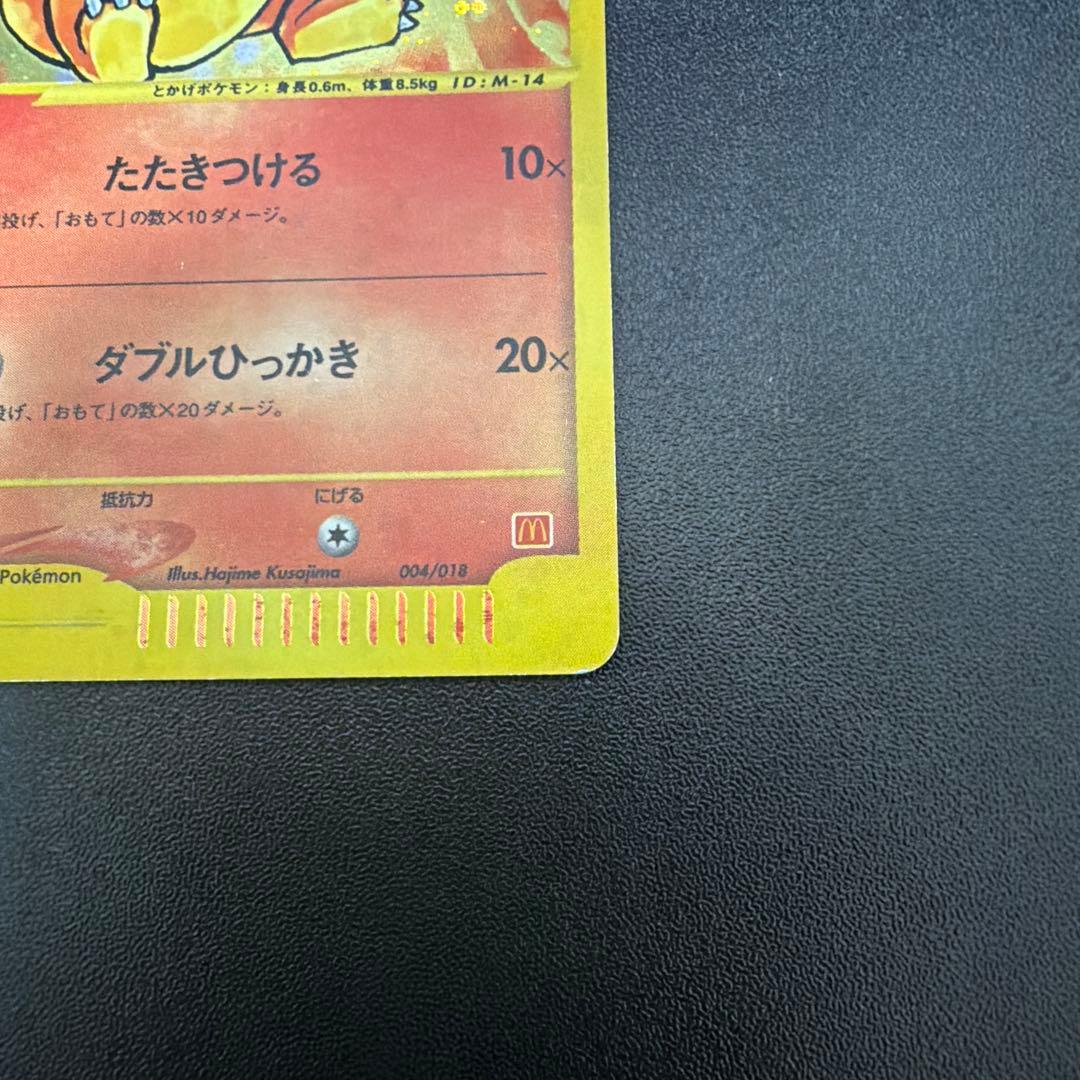 とかげポケモン：身長0.6m、体重8.5kg ID:M-14
たたきつける 10×
投げ、「おもて」の数×10ダメージ。
ダブルひっかき 20×
投げ、「おもて」の数×20ダメージ。
抵抗力 にげる
Pokémon Illus.Hajime Kusajima 004/018